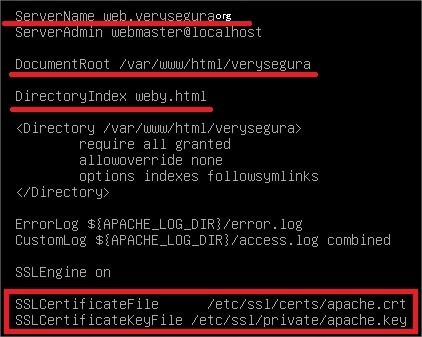 ServerName web.verysegura.org
ServerAdmin webmaster@localhost
DocumentRoot /var/www/html/verysegura
DirectoryIndex weby.html
<Directory /var/www/html/verysegura>
require all granted
allowoverride none
options indexes followsymlinks
</Directory>
ErrorLog ${APACHE_LOG_DIR}/error.log
CustomLog ${APACHE_LOG_DIR}/access.log combined
SSLEngine on
SSLCertificateFile /etc/ssl/certs/apache.crt
SSLCertificateKeyFile /etc/ssl/private/apache.key